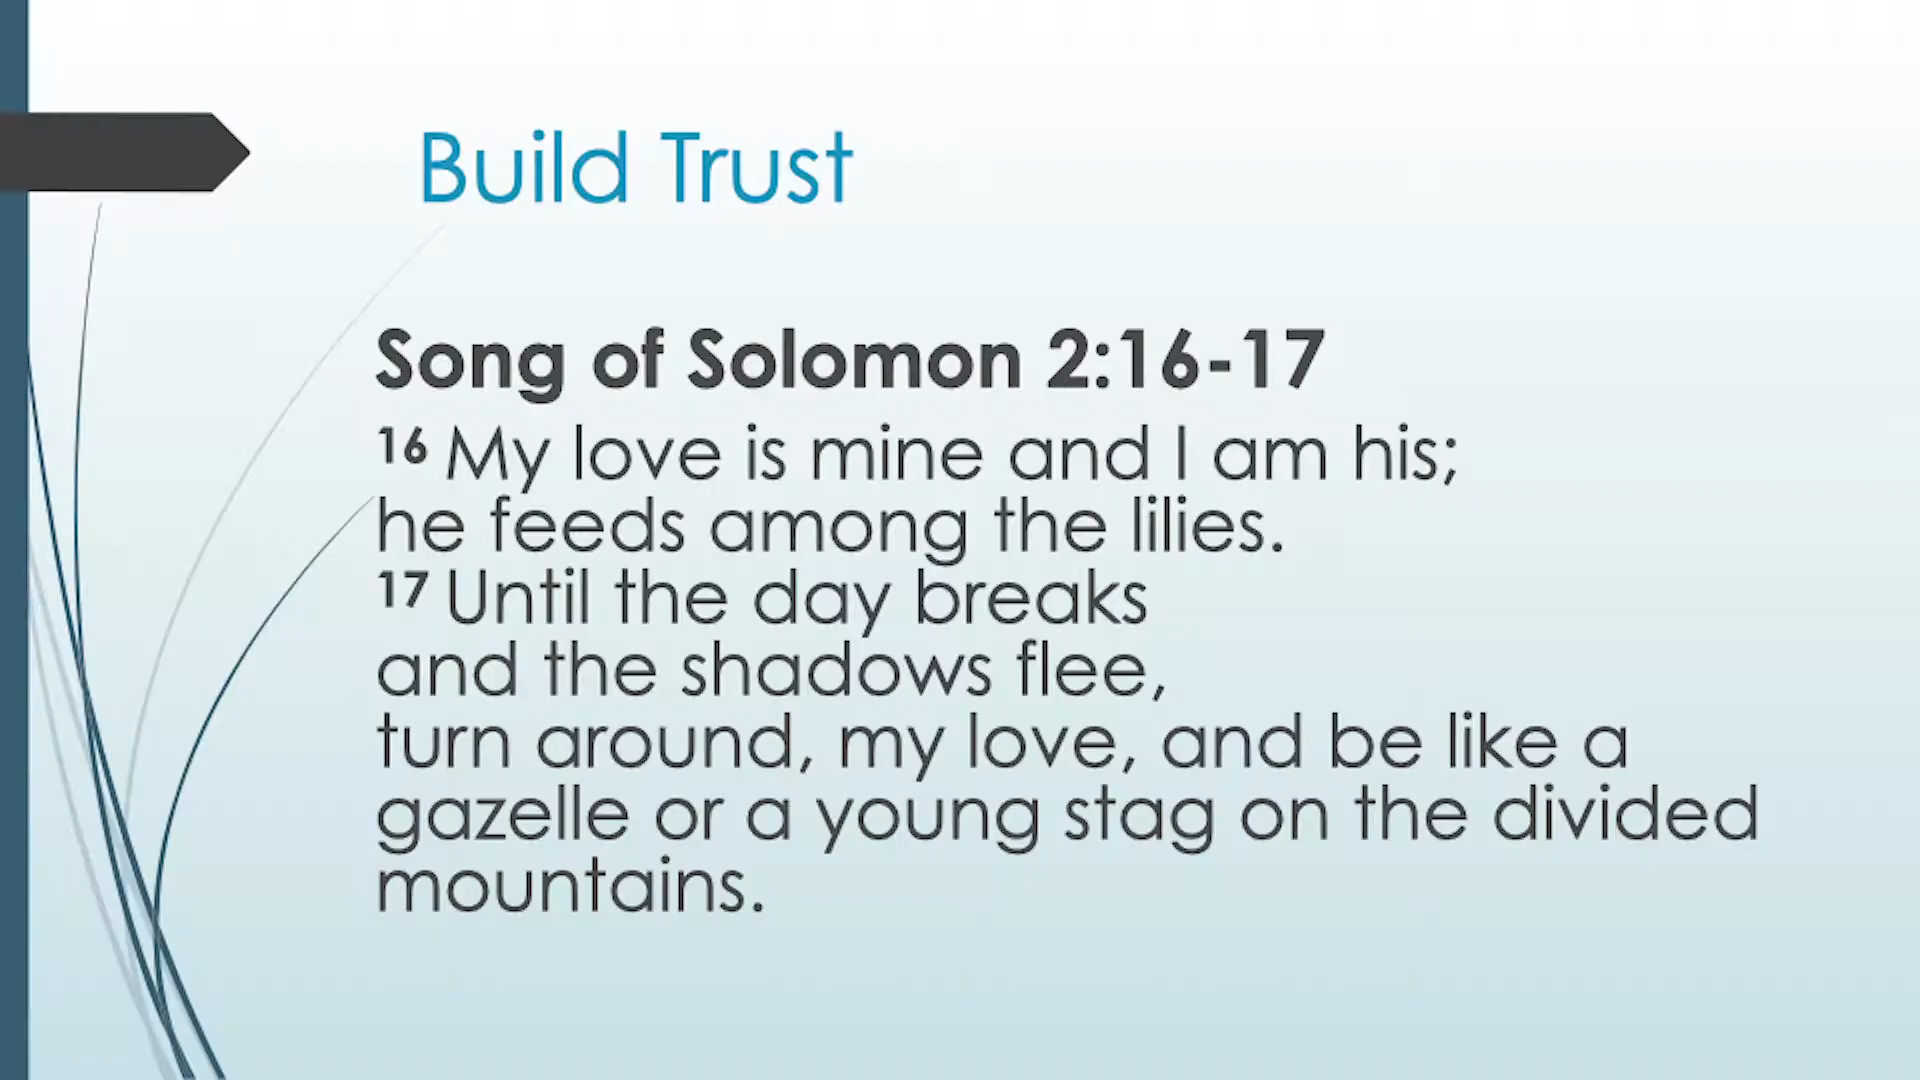 Build Trust
Song of Solomon 2:16-17
16 My love is mine and I am his;
he feeds among the lilies.
17 Until the day breaks
and the shadows flee,
turn around, my love, and be like a
gazelle or a young stag on the divided
mountains.